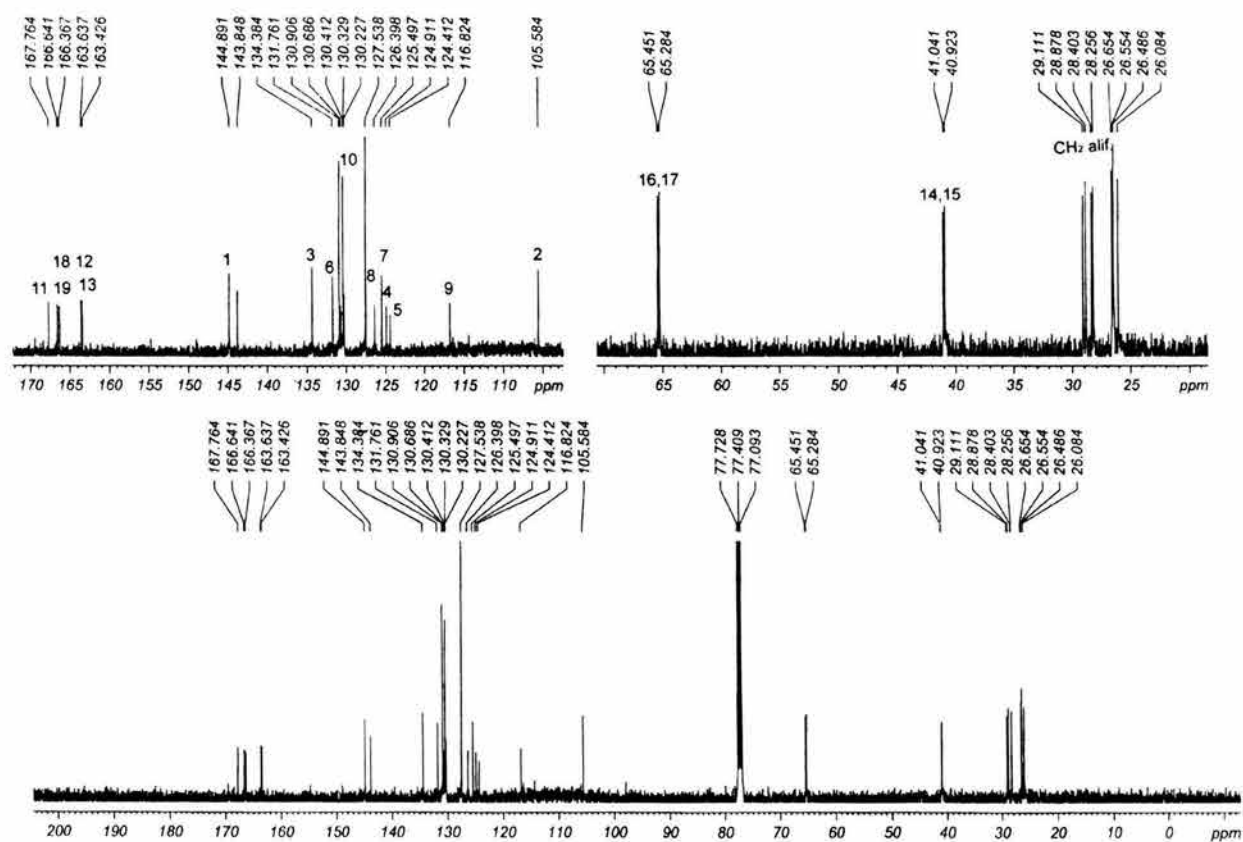 167.764 166.641 166.367 163.637 163.426 144.891 143.848 134.384 131.761 130.906 130.686 130.412 130.329 130.227 127.538 126.398 125.497 124.911 124.412 116.824 105.584
10
11 18 19 12 13 1 3 6 8 7 4 5 9 2
170 165 160 155 150 145 140 135 130 125 120 115 110 105 ppm
65.451 65.284 41.041 40.923 29.111 28.878 28.403 28.256 26.654 26.554 26.486 26.084
CH₂ alif
16,17 14,15
65 60 55 50 45 40 35 30 25 ppm
167.764 166.641 166.367 163.637 163.426 144.891 143.848 134.384 131.761 130.906 130.686 130.412 130.329 130.227 127.538 126.398 125.497 124.911 124.412 116.824 105.584 77.728 77.409 77.093 65.451 65.284 41.041 40.923 29.111 28.878 28.403 28.256 26.654 26.554 26.486 26.084
200 190 180 170 160 150 140 130 120 110 100 90 80 70 60 50 40 30 20 10 0 ppm